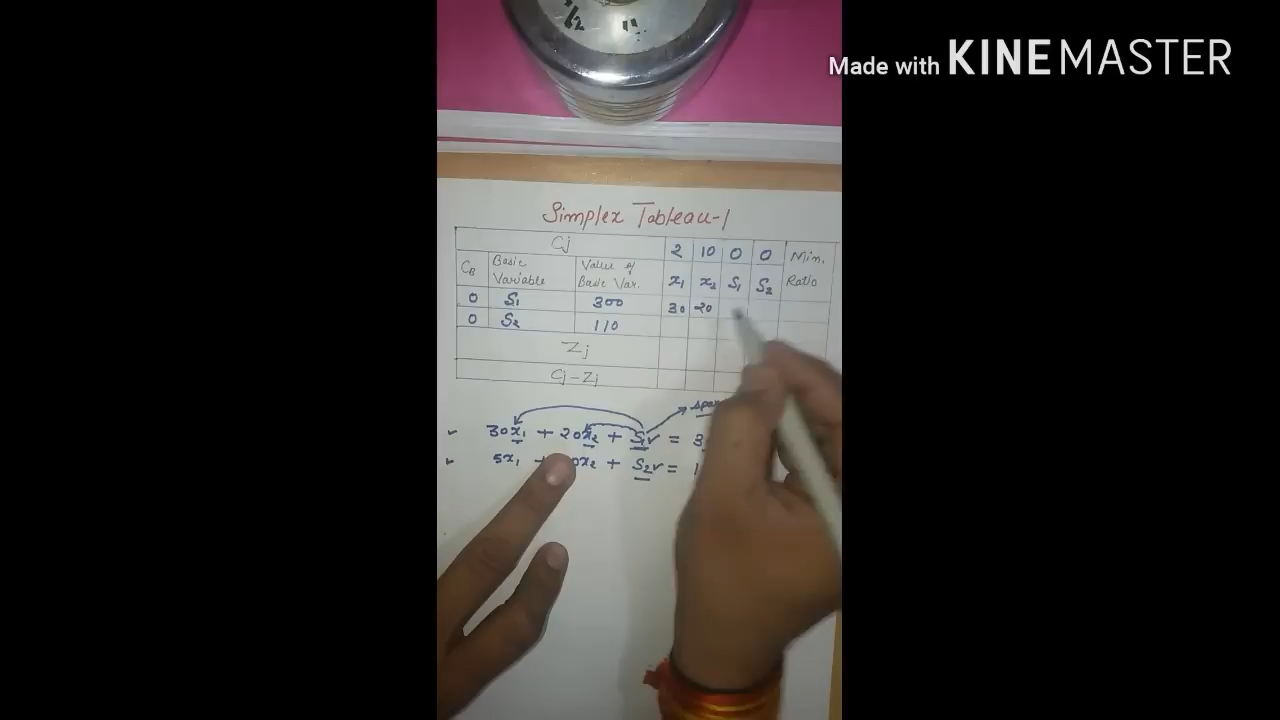 Made with KINEMASTER
Simplex Tableau-1
Cj 2 10 0 0 Min. Ratio
CB Basic Variable Value of Basic Var. x₁ x₂ S₁ S₂
0 S₁ 300 30 20
0 S₂ 110
Zj
Cj - Zj
30x₁ + 20x₂ + S₁ = 3
5x₁ + x₂ + S₂ = 1